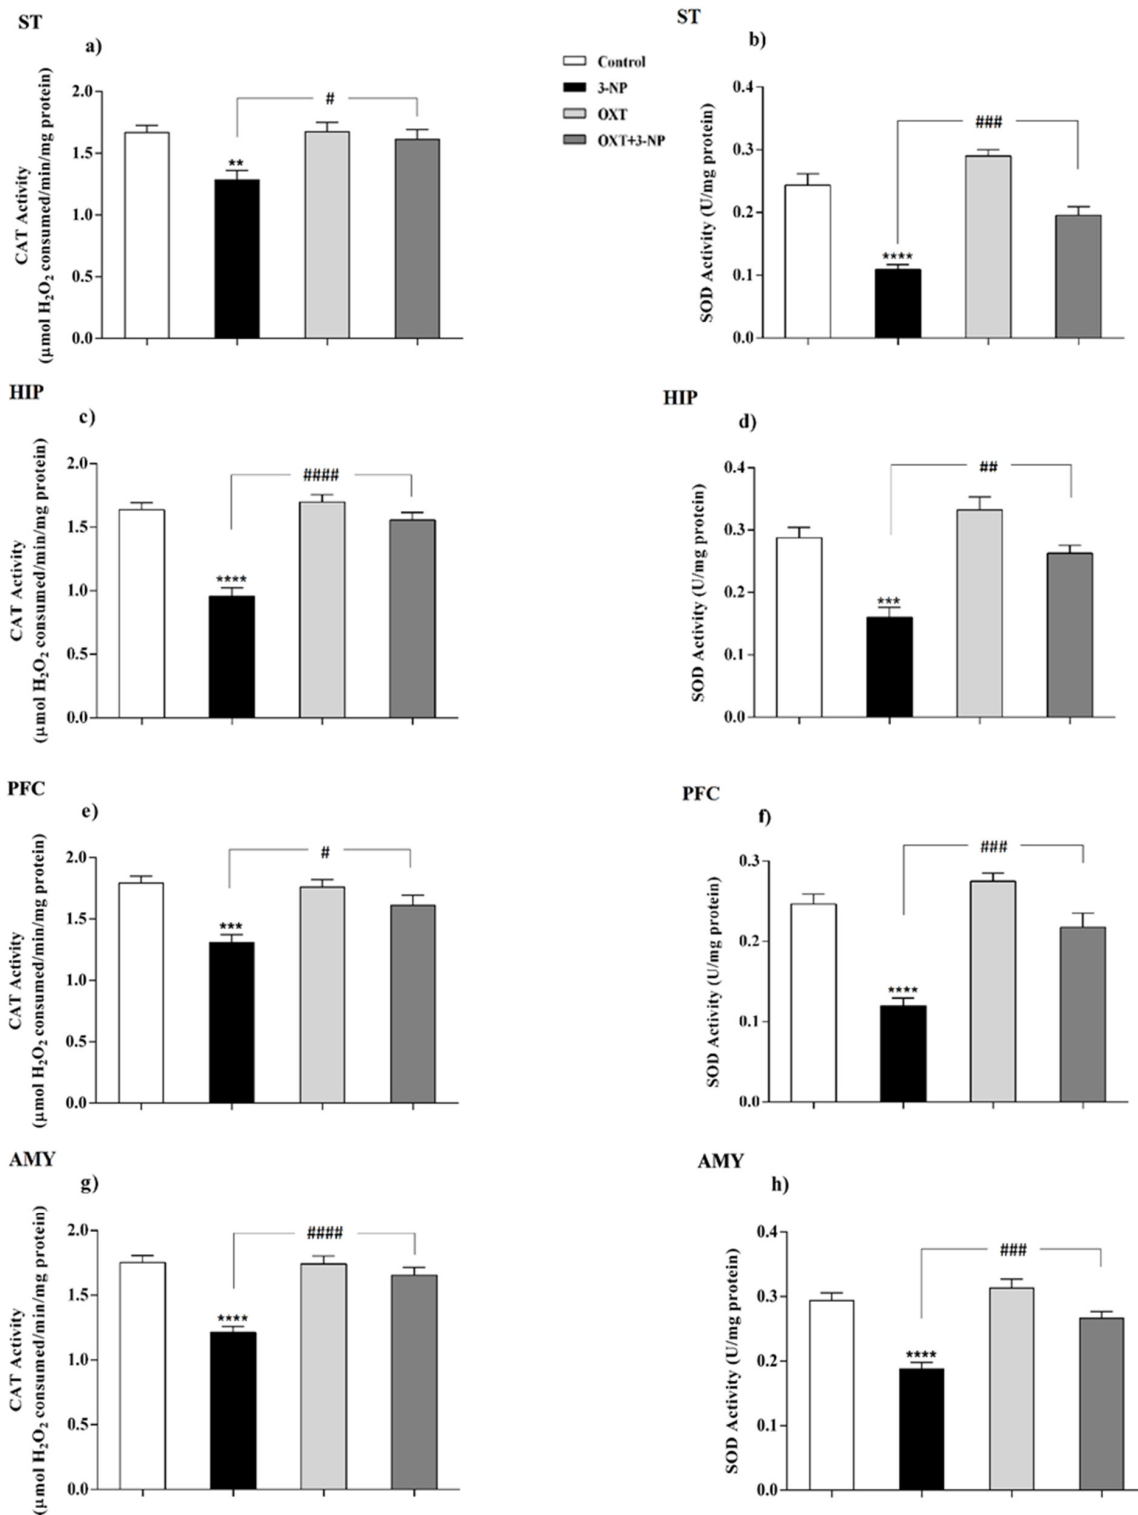 ST
a)
CAT Activity
(μmol H₂O₂ consumed/min/mg protein)
2.0
1.5
1.0
0.5
0.0
**
#
Control
3-NP
OXT
OXT+3-NP
ST
b)
SOD Activity (U/mg protein)
0.4
0.3
0.2
0.1
0.0
****
###
HIP
c)
CAT Activity
(μmol H₂O₂ consumed/min/mg protein)
2.0
1.5
1.0
0.5
0.0
****
####
HIP
d)
SOD Activity (U/mg protein)
0.4
0.3
0.2
0.1
0.0
***
##
PFC
e)
CAT Activity
(μmol H₂O₂ consumed/min/mg protein)
2.0
1.5
1.0
0.5
0.0
***
#
PFC
f)
SOD Activity (U/mg protein)
0.3
0.2
0.1
0.0
****
###
AMY
g)
CAT Activity
(μmol H₂O₂ consumed/min/mg protein)
2.0
1.5
1.0
0.5
0.0
****
####
AMY
h)
SOD Activity (U/mg protein)
0.4
0.3
0.2
0.1
0.0
****
###